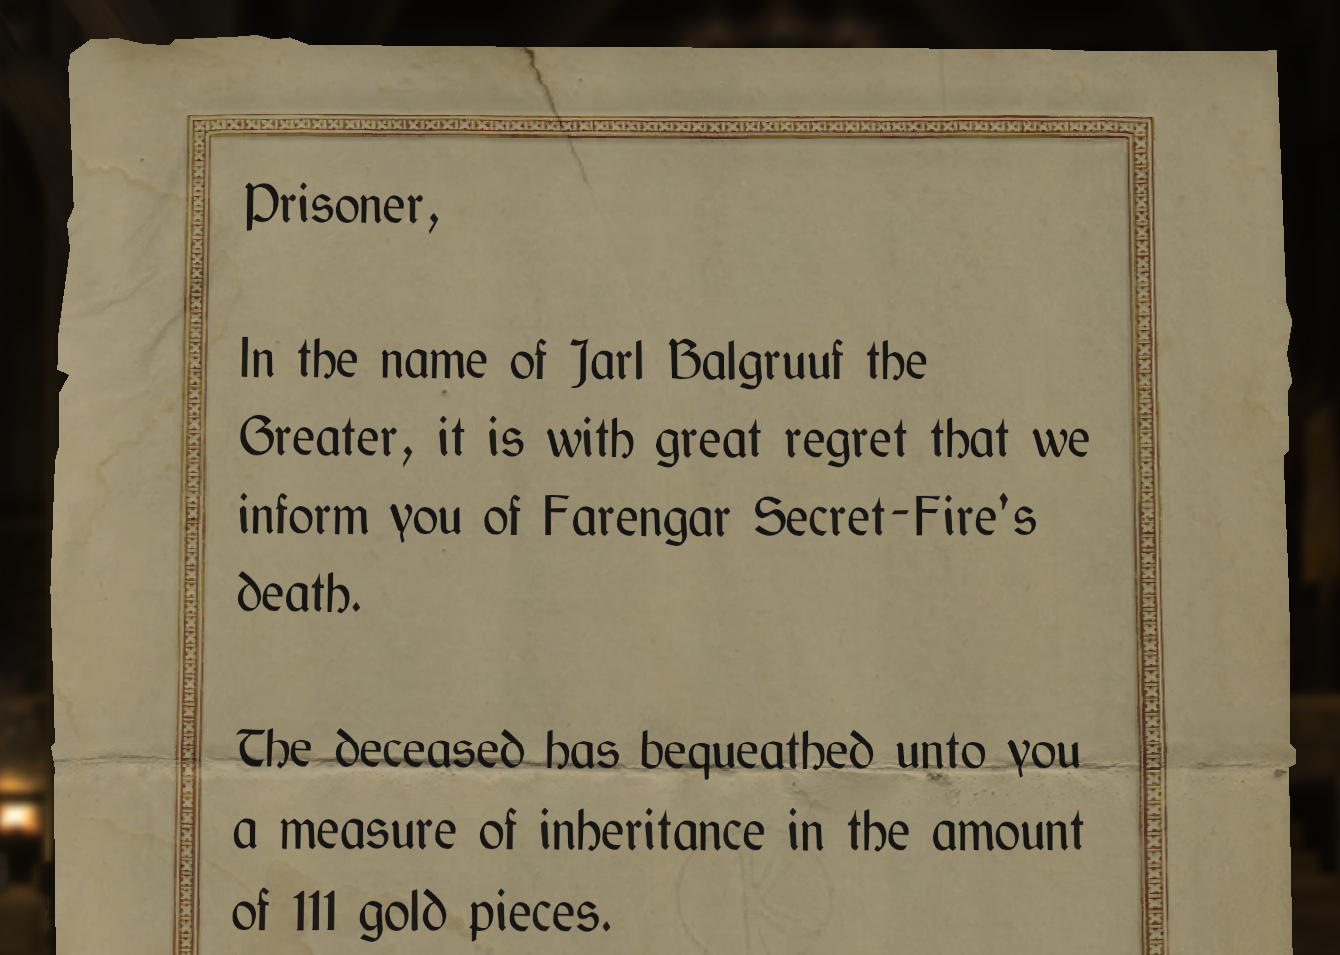 Prisoner,
In the name of Jarl Balgruuf the
Greater, it is with great regret that we
inform you of Farengar Secret-Fire's
death.
The deceased has bequeathed unto you
a measure of inheritance in the amount
of 111 gold pieces.